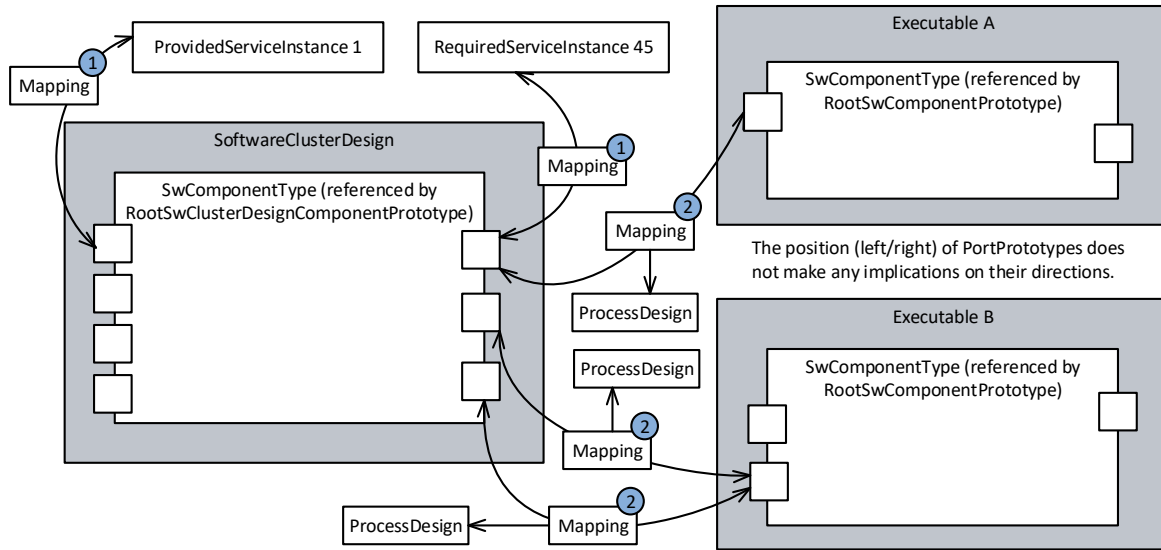 1
ProvidedServiceInstance 1
Mapping
RequiredServiceInstance 45
SoftwareClusterDesign
SwComponentType (referenced by
RootSwClusterDesignComponentPrototype)
1
Mapping
2
Mapping
ProcessDesign
ProcessDesign
2
Mapping
2
Mapping
ProcessDesign
Executable A
SwComponentType (referenced by
RootSwComponentPrototype)
The position (left/right) of PortPrototypes does
not make any implications on their directions.
Executable B
SwComponentType (referenced by
RootSwComponentPrototype)